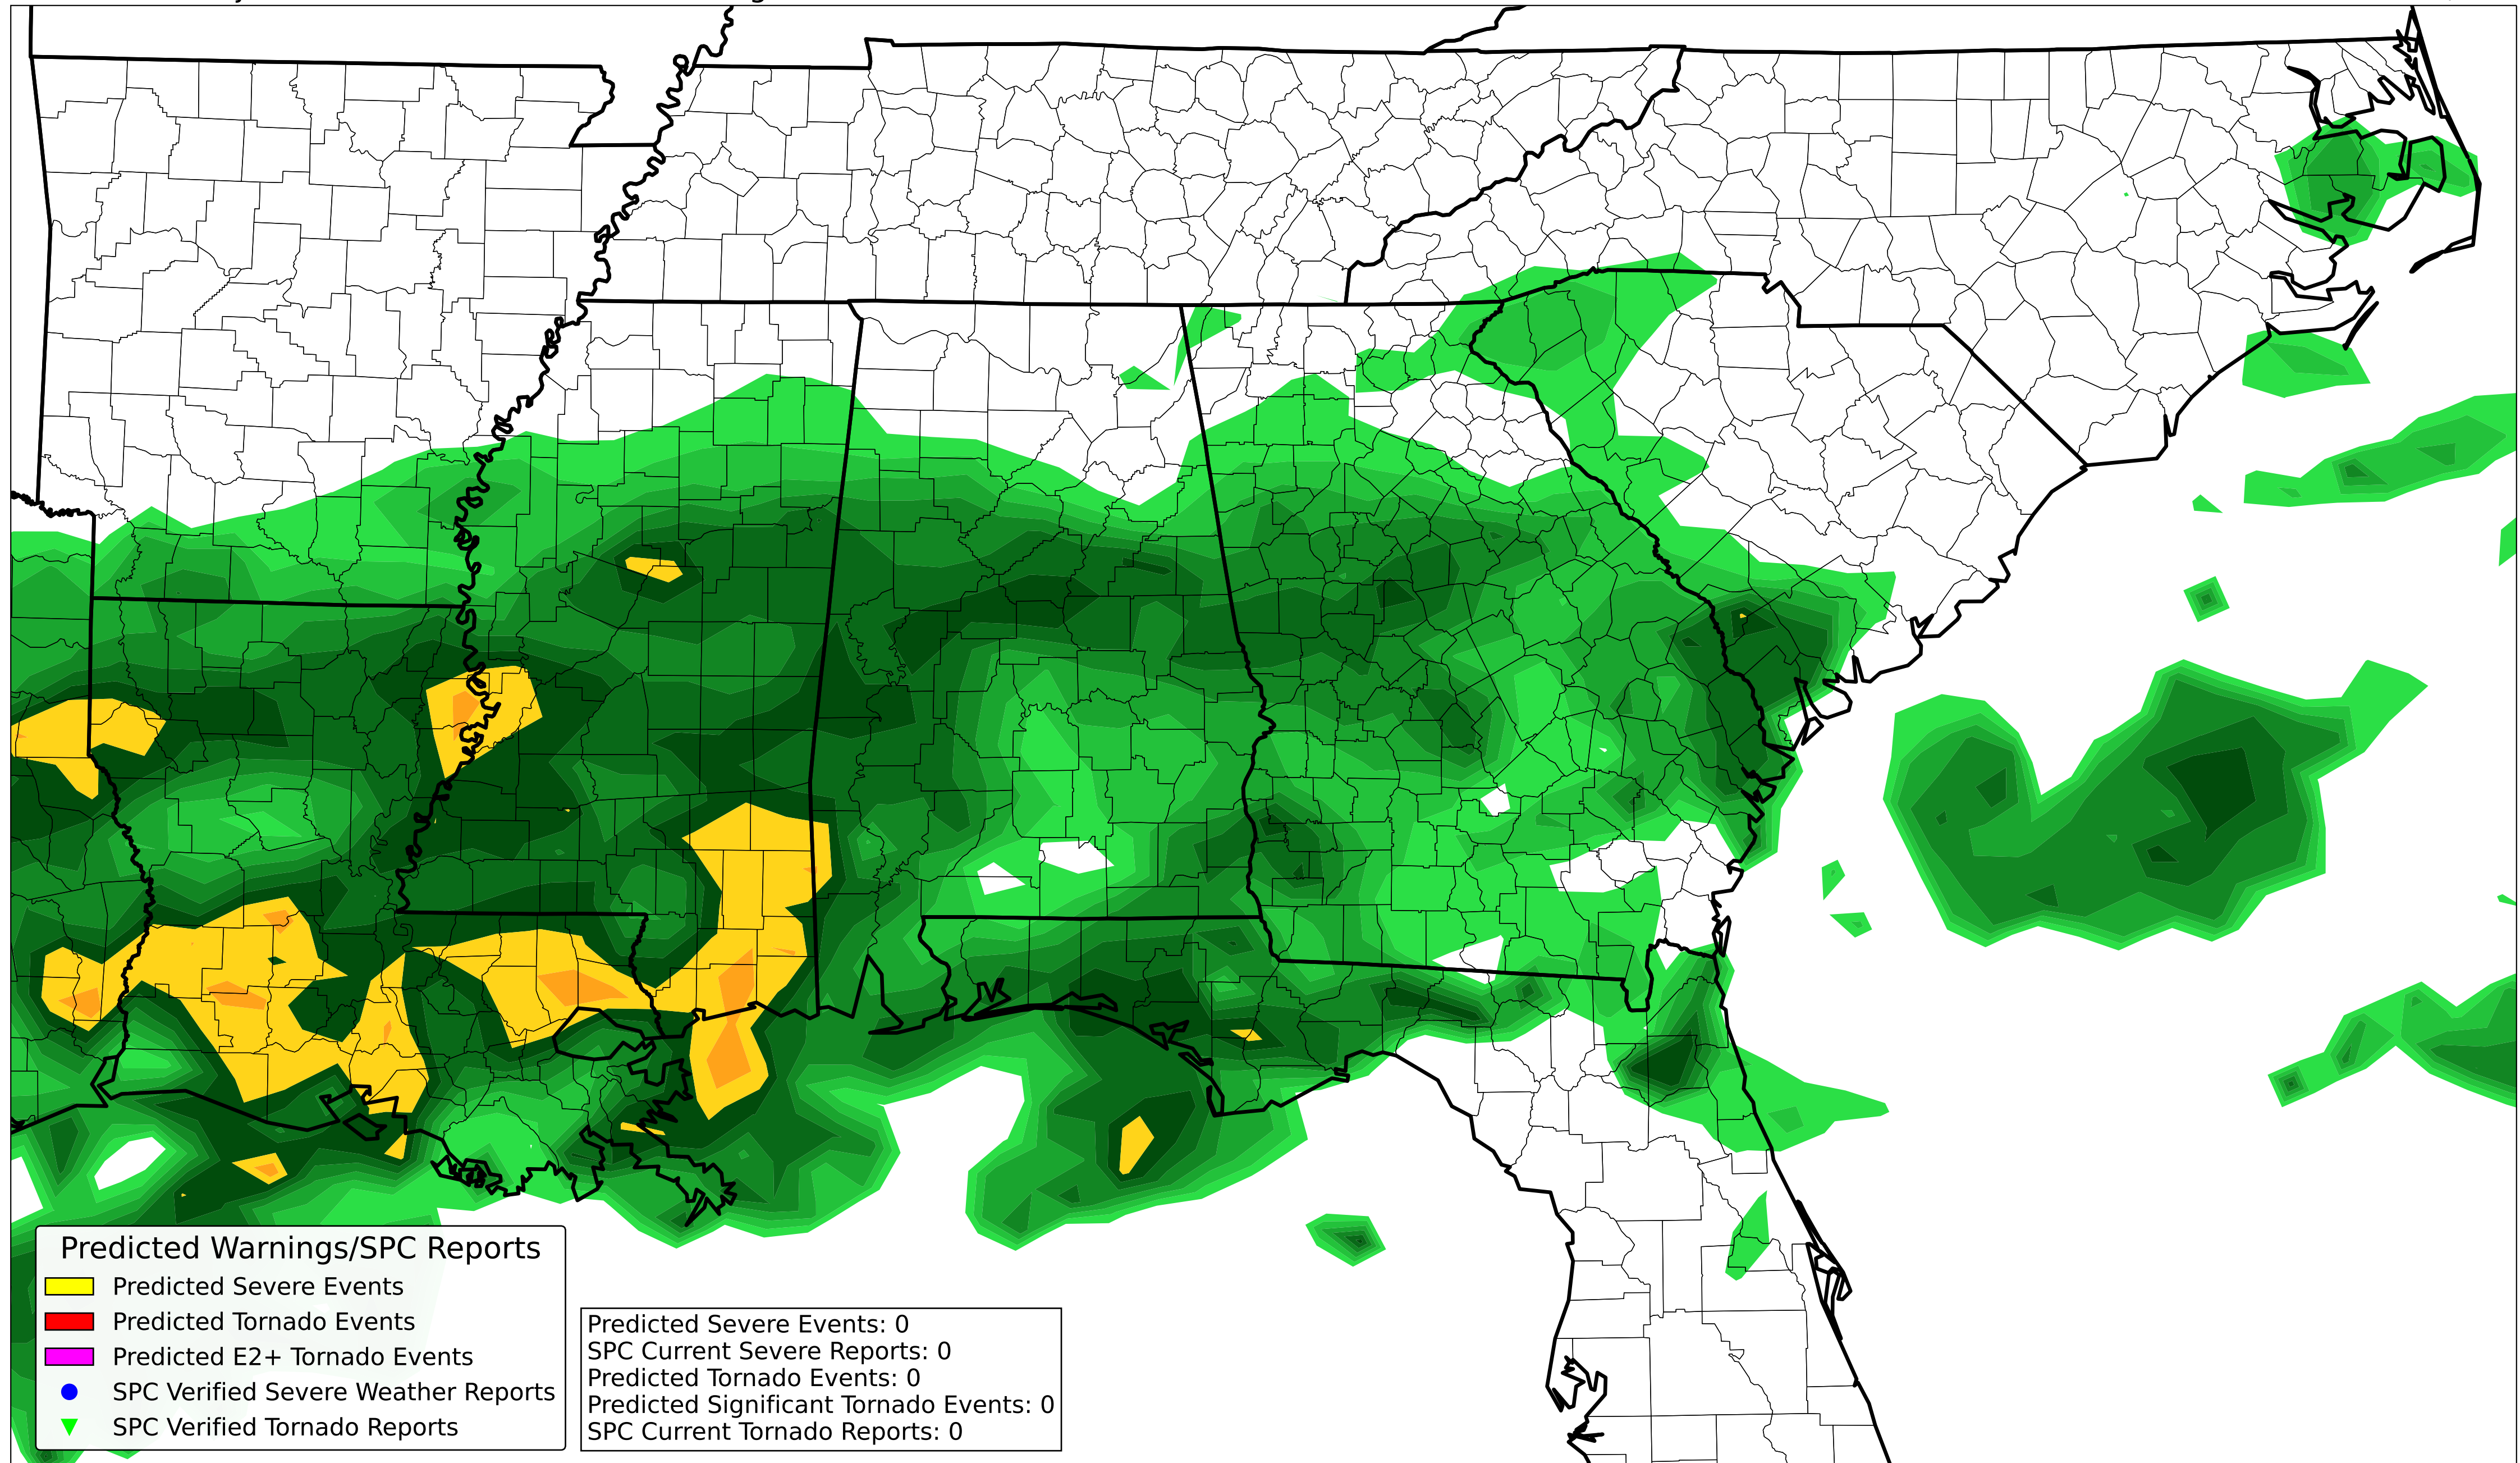 Predicted Warnings/SPC Reports
Predicted Severe Events
Predicted Tornado Events
Predicted E2+ Tornado Events
SPC Verified Severe Weather Reports
SPC Verified Tornado Reports
Predicted Severe Events: 0
SPC Current Severe Reports: 0
Predicted Tornado Events: 0
Predicted Significant Tornado Events: 0
SPC Current Tornado Reports: 0